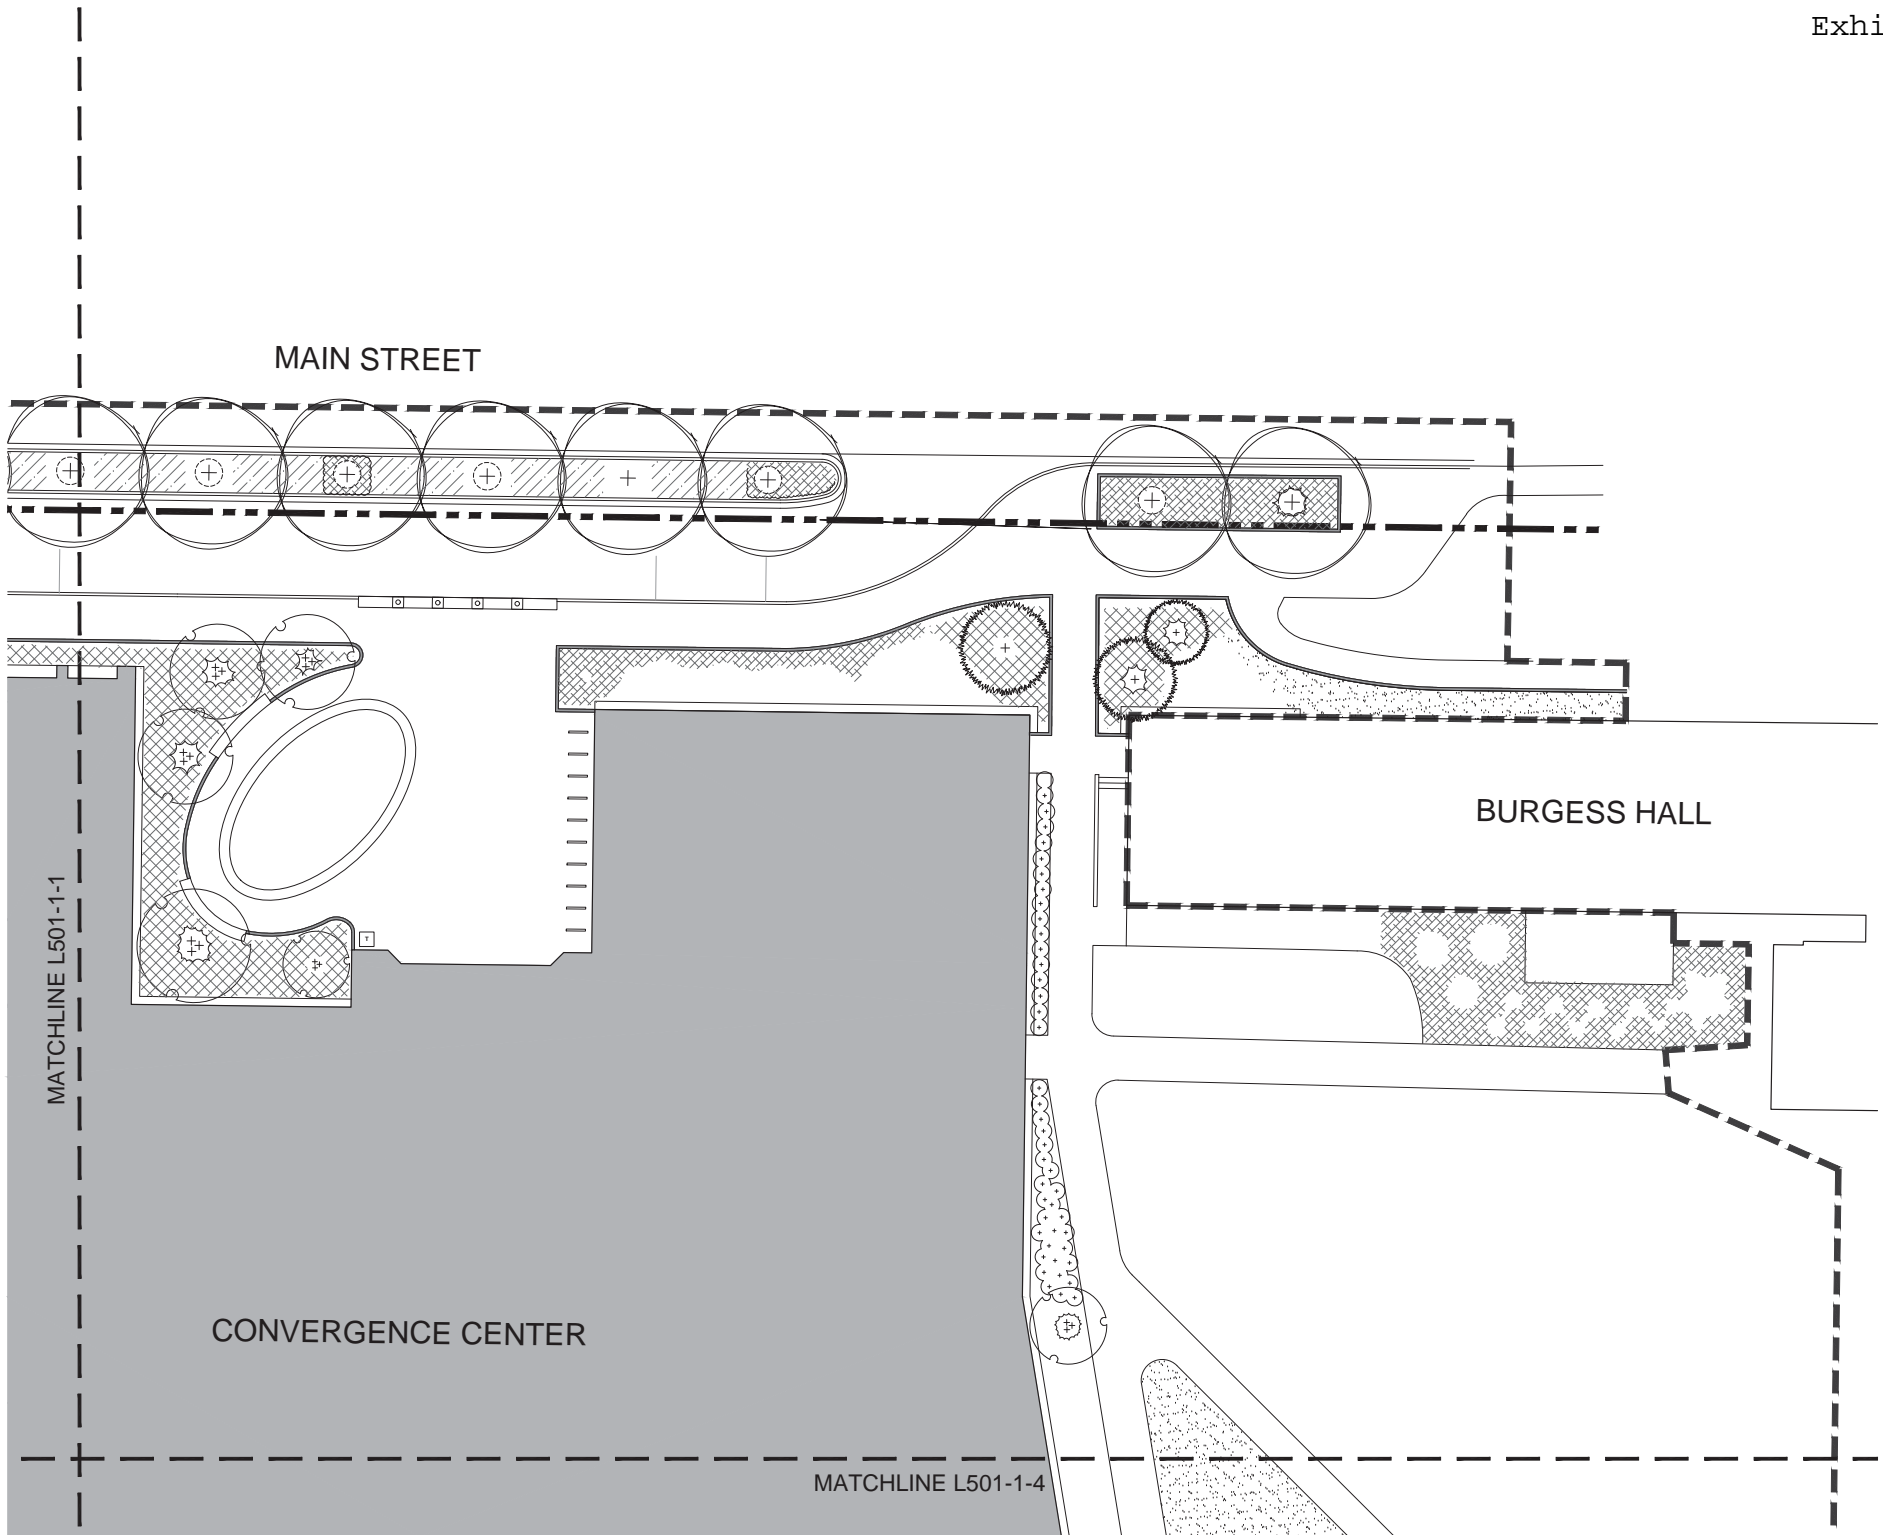 Exhi
MAIN STREET
BURGESS HALL
MATCHLINE L501-1-1
T
CONVERGENCE CENTER
MATCHLINE L501-1-4